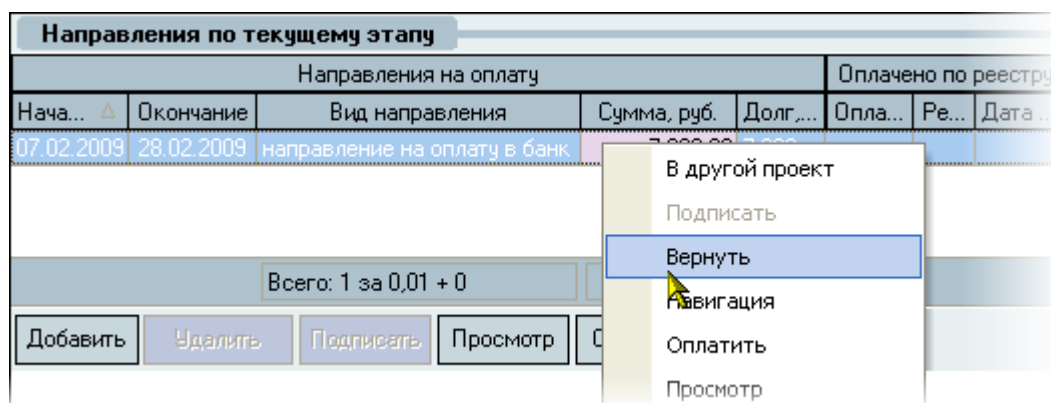 Направления по текущему этапу
Направления на оплату Оплачено по реестру
Нача... Окончание Вид направления Сумма, руб. Долг,... Опла... Ре... Дата ...
07.02.2009 28.02.2009 направление на оплату в банк
В другой проект
Подписать
Вернуть
Всего: 1 за 0,01 + 0
Навигация
Добавить Удалить Подписать Просмотр
Оплатить
Просмотр